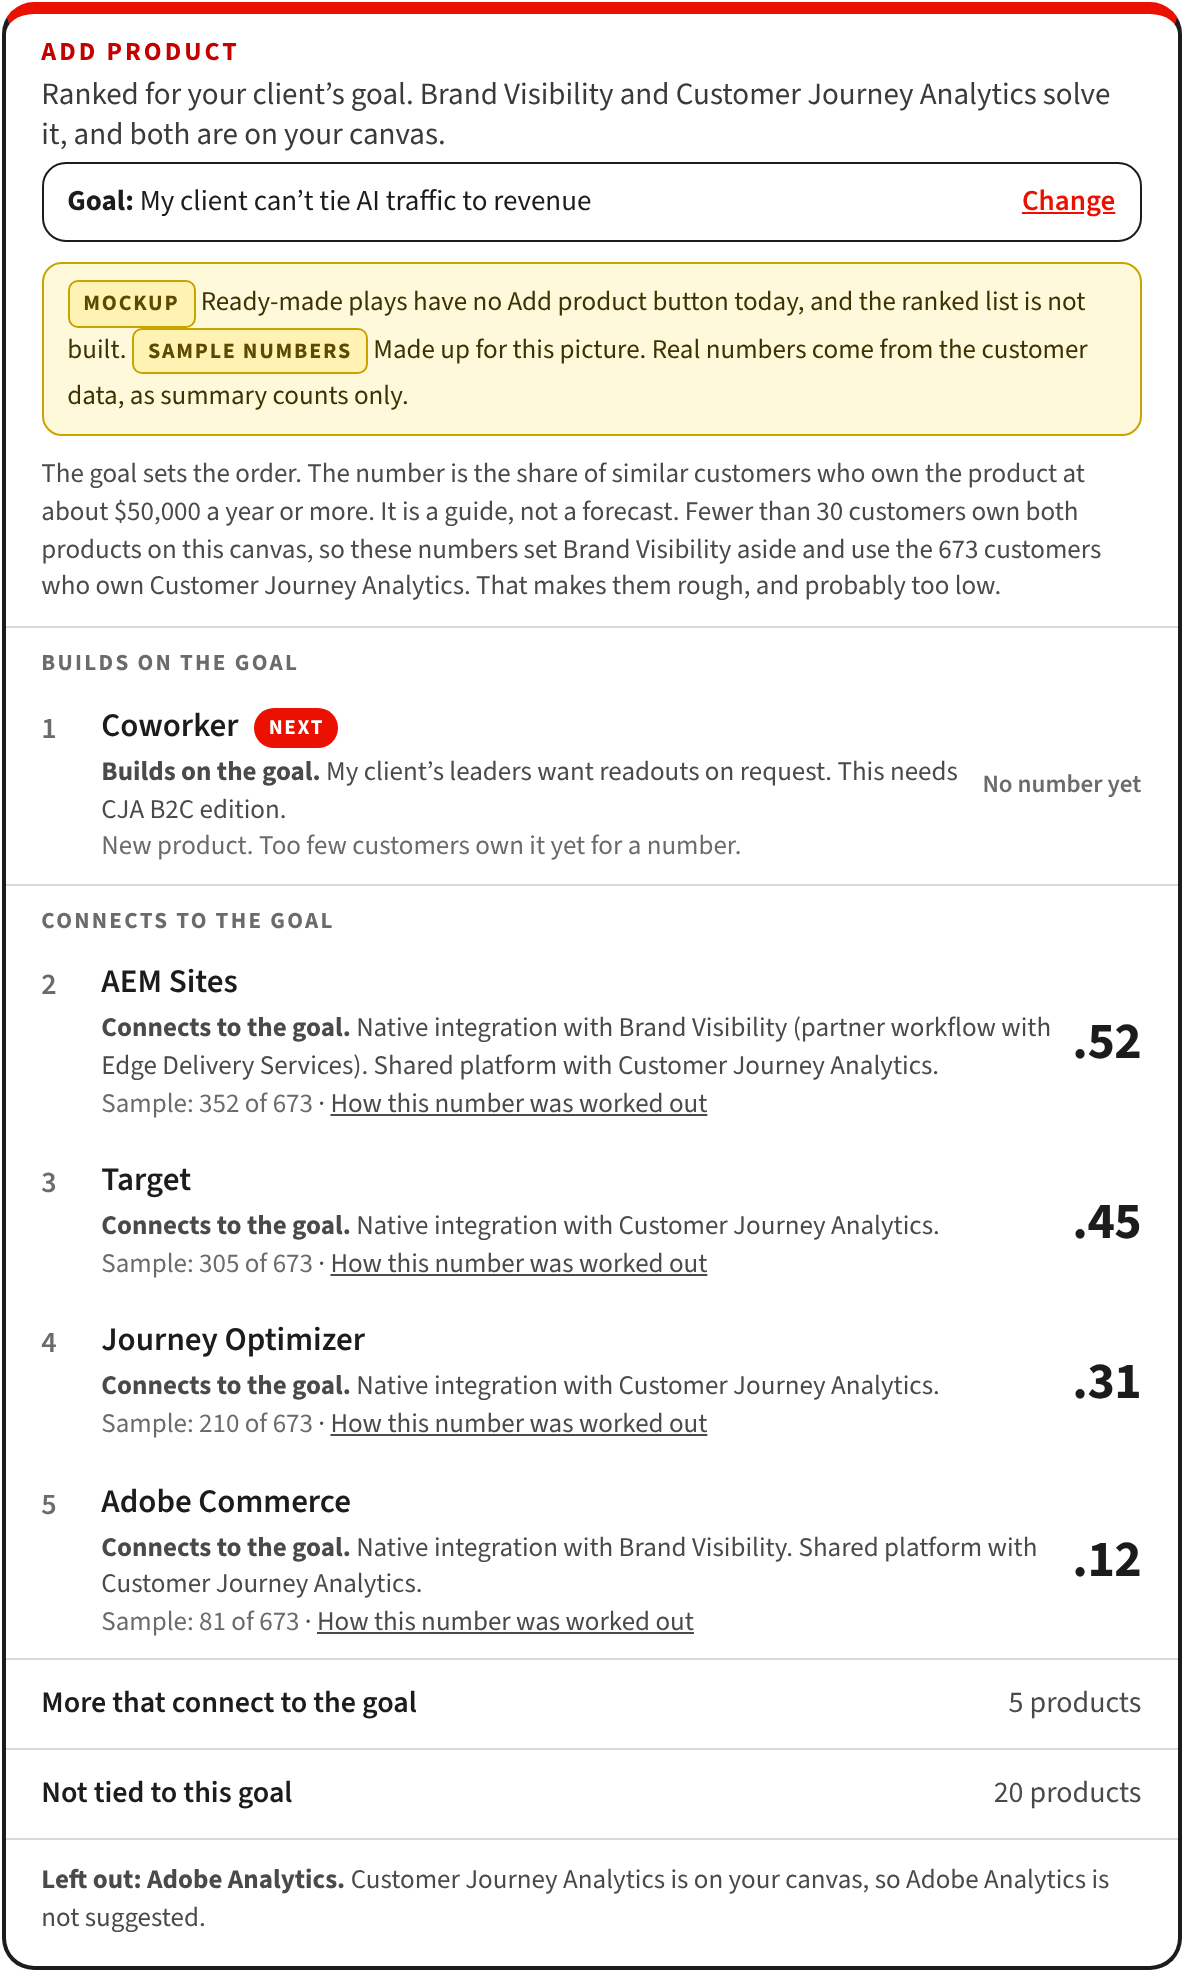 ADD PRODUCT
Ranked for your client’s goal. Brand Visibility and Customer Journey Analytics solve
it, and both are on your canvas.
Goal: My client can’t tie AI traffic to revenue
Change
MOCKUP Ready-made plays have no Add product button today, and the ranked list is not
built. SAMPLE NUMBERS Made up for this picture. Real numbers come from the customer
data, as summary counts only.
The goal sets the order. The number is the share of similar customers who own the product at
about $50,000 a year or more. It is a guide, not a forecast. Fewer than 30 customers own both
products on this canvas, so these numbers set Brand Visibility aside and use the 673 customers
who own Customer Journey Analytics. That makes them rough, and probably too low.
BUILDS ON THE GOAL
1 Coworker NEXT
Builds on the goal. My client’s leaders want readouts on request. This needs
CJA B2C edition.
New product. Too few customers own it yet for a number.
No number yet
CONNECTS TO THE GOAL
2 AEM Sites
Connects to the goal. Native integration with Brand Visibility (partner workflow with
Edge Delivery Services). Shared platform with Customer Journey Analytics.
Sample: 352 of 673 · How this number was worked out
.52
3 Target
Connects to the goal. Native integration with Customer Journey Analytics.
Sample: 305 of 673 · How this number was worked out
.45
4 Journey Optimizer
Connects to the goal. Native integration with Customer Journey Analytics.
Sample: 210 of 673 · How this number was worked out
.31
5 Adobe Commerce
Connects to the goal. Native integration with Brand Visibility. Shared platform with
Customer Journey Analytics.
Sample: 81 of 673 · How this number was worked out
.12
More that connect to the goal
5 products
Not tied to this goal
20 products
Left out: Adobe Analytics. Customer Journey Analytics is on your canvas, so Adobe Analytics is
not suggested.